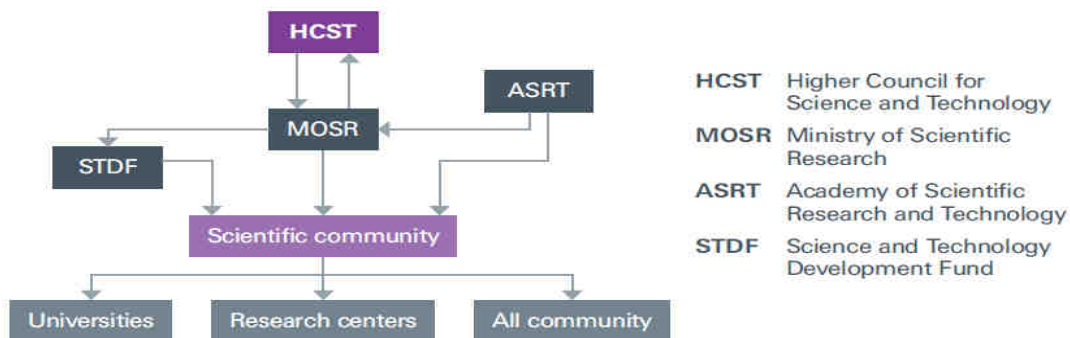 HCST
ASRT
MOSR
STDF
Scientific community
Universities
Research centers
All community
HCST Higher Council for
Science and Technology
MOSR Ministry of Scientific
Research
ASRT Academy of Scientific
Research and Technology
STDF Science and Technology
Development Fund